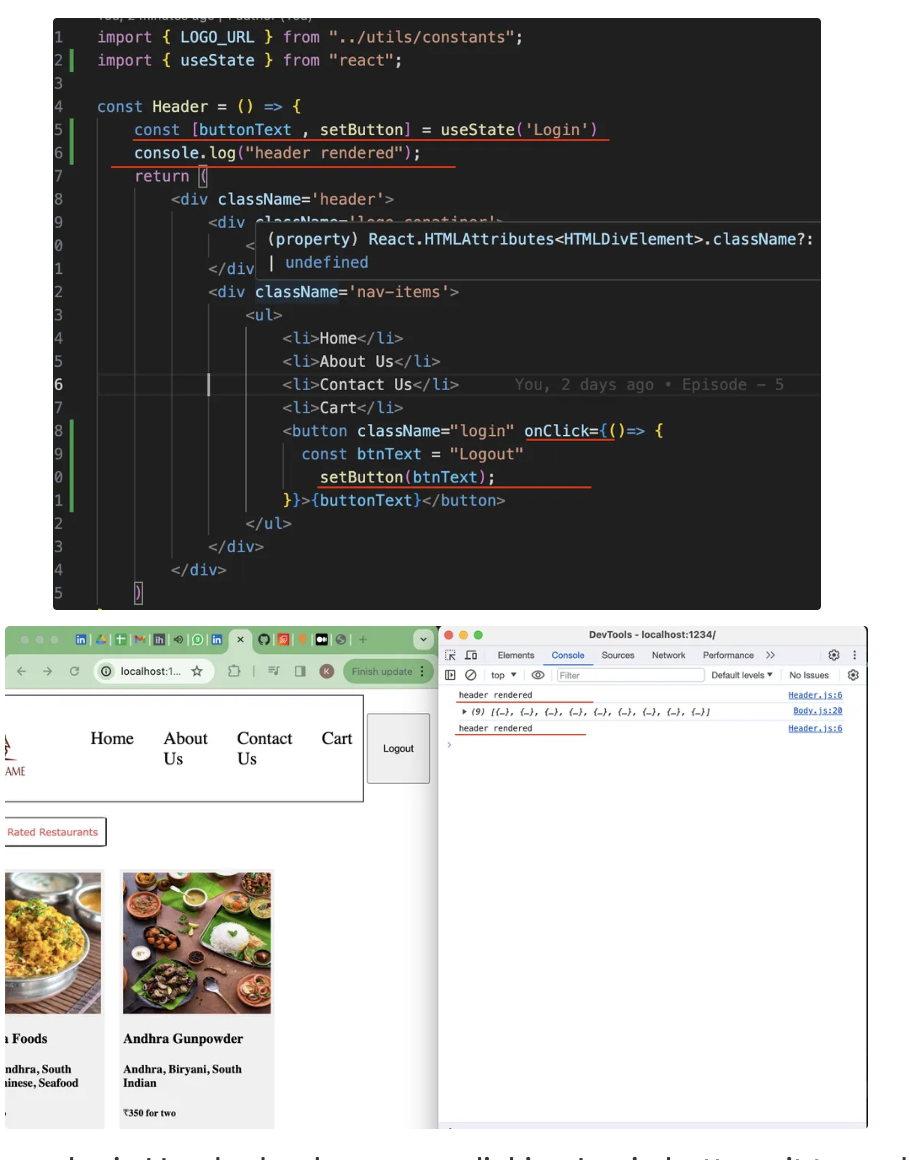 1 import { LOGO_URL } from "../utils/constants";
2 import { useState } from "react";
3
4 const Header = () => {
5 const [buttonText , setButton] = useState('Login')
6 console.log("header rendered");
7 return (
8 <div className='header'>
9 <div
0 <
(property) React.HTMLAttributes<HTMLDivElement>.className?:
| undefined
1 </div
2 <div className='nav-items'>
3 <ul>
4 <li>Home</li>
5 <li>About Us</li>
6 <li>Contact Us</li> You, 2 days ago • Episode – 5
7 <li>Cart</li>
8 <button className="login" onClick={()=> {
9 const btnText = "Logout"
0 setButton(btnText);
1 }}>{buttonText}</button>
2 </ul>
3 </div>
4 </div>
5 )
localhost:1... K Finish update
Home About Us Contact Us Cart Logout
AME
Rated Restaurants
a Foods
ndhra, South
inese, Seafood
Andhra Gunpowder
Andhra, Biryani, South
Indian
₹350 for two
DevTools - localhost:1234/
Elements Console Sources Network Performance
top Filter Default levels No Issues
header rendered Header.js:6
(9) [{…}, {…}, {…}, {…}, {…}, {…}, {…}, {…}, {…}] Body.js:20
header rendered Header.js:6